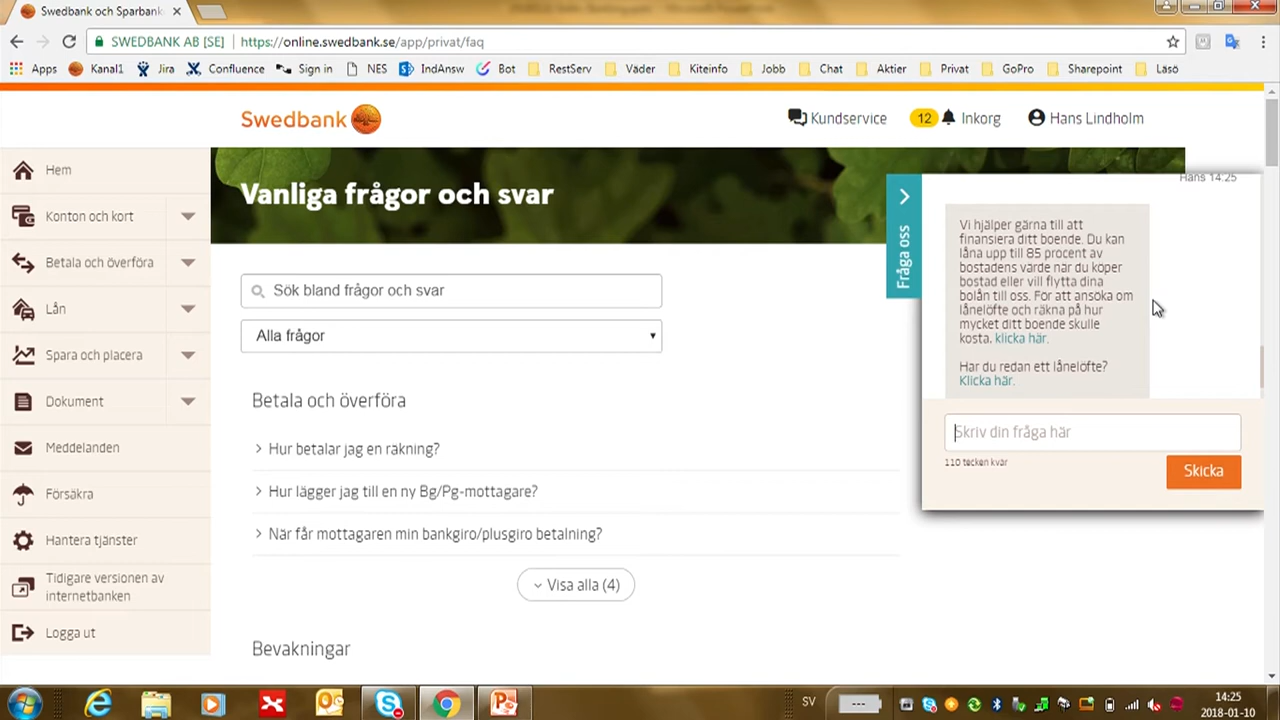 Swedbank och Sparbank
SWEDBANK AB [SE] | https://online.swedbank.se/app/privat/faq
Apps Kanal1 Jira Confluence Sign in NES IndAnsw Bot RestServ Väder Kiteinfo Jobb Chat Aktier Privat GoPro Sharepoint Läsö
Swedbank
Kundservice 12 Inkorg Hans Lindholm
Hem
Konton och kort
Betala och överföra
Lån
Spara och placera
Dokument
Meddelanden
Försäkra
Hantera tjänster
Tidigare versionen av
internetbanken
Logga ut
Vanliga frågor och svar
Sök bland frågor och svar
Alla frågor
Betala och överföra
Hur betalar jag en räkning?
Hur lägger jag till en ny Bg/Pg-mottagare?
När får mottagaren min bankgiro/plusgiro betalning?
Visa alla (4)
Bevakningar
Fråga oss
Hans 14:25
Vi hjälper gärna till att
finansiera ditt boende. Du kan
låna upp till 85 procent av
bostadens värde när du köper
bostad eller vill flytta dina
bolån till oss. För att ansöka om
lånelöfte och räkna på hur
mycket ditt boende skulle
kosta, klicka här.
Har du redan ett lånelöfte?
Klicka här.
Skriv din fråga här
110 tecken kvar
Skicka
SV
14:25
2018-01-10